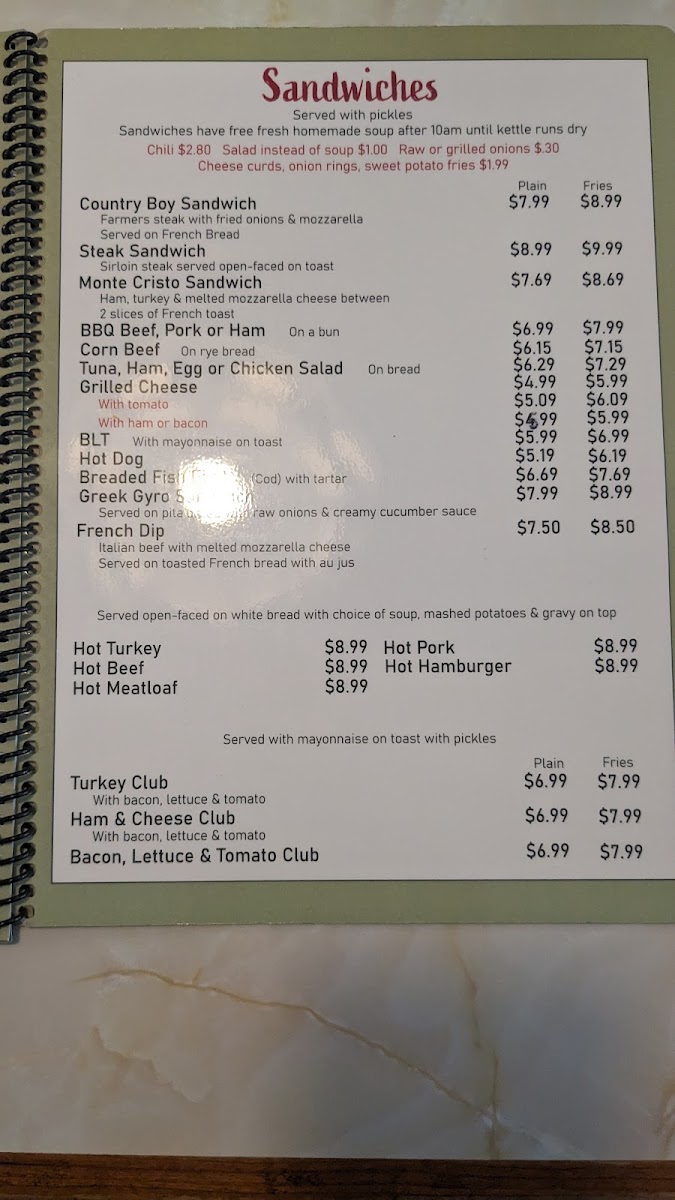 Sandwiches
Served with pickles
Sandwiches have free fresh homemade soup after 10am until kettle runs dry
Chili $2.80 Salad instead of soup $1.00 Raw or grilled onions $.30
Cheese curds, onion rings, sweet potato fries $1.99
Plain Fries
Country Boy Sandwich $7.99 $8.99
Farmers steak with fried onions & mozzarella
Served on French Bread
Steak Sandwich $8.99 $9.99
Sirloin steak served open-faced on toast
Monte Cristo Sandwich $7.69 $8.69
Ham, turkey & melted mozzarella cheese between
2 slices of French toast
BBQ Beef, Pork or Ham On a bun $6.99 $7.99
Corn Beef On rye bread $6.15 $7.15
Tuna, Ham, Egg or Chicken Salad On bread $6.29 $7.29
Grilled Cheese $4.99 $5.99
With tomato $5.09 $6.09
With ham or bacon $5.99
BLT With mayonnaise on toast $5.99 $6.99
Hot Dog $5.19 $6.19
Breaded Fish (Cod) with tartar $6.69 $7.69
Greek Gyro $7.99 $8.99
Served on pita raw onions & creamy cucumber sauce
French Dip $7.50 $8.50
Italian beef with melted mozzarella cheese
Served on toasted French bread with au jus
Served open-faced on white bread with choice of soup, mashed potatoes & gravy on top
Hot Turkey $8.99 Hot Pork $8.99
Hot Beef $8.99 Hot Hamburger $8.99
Hot Meatloaf $8.99
Served with mayonnaise on toast with pickles
Plain Fries
Turkey Club $6.99 $7.99
With bacon, lettuce & tomato
Ham & Cheese Club $6.99 $7.99
With bacon, lettuce & tomato
Bacon, Lettuce & Tomato Club $6.99 $7.99